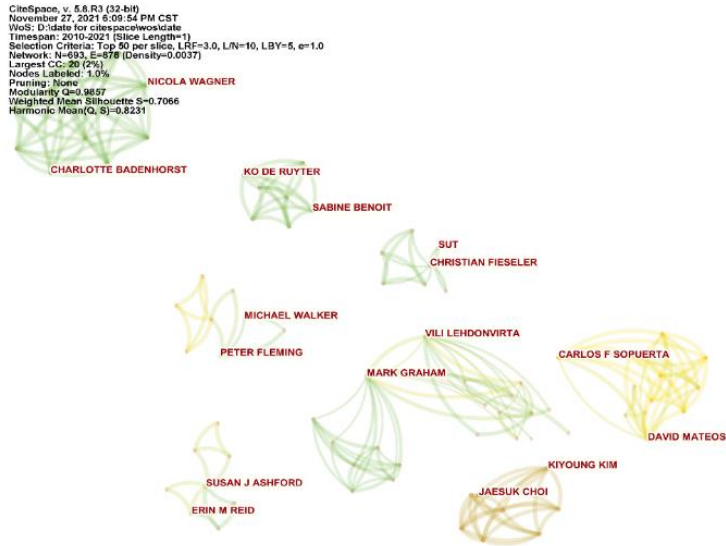 CiteSpace, v. 5.8.R3 (32-bit)
November 27, 2021 6:09:54 PM CST
WoS: D:\date for citespace\wos\date
Timespan: 2010-2021 (Slice Length=1)
Selection Criteria: Top 50 per slice, LRF=3.0, L/N=10, LBY=5, e=1.0
Network: N=693, E=878 (Density=0.0037)
Largest CC: 20 (2%)
Nodes Labeled: 1.0%
Pruning: None
Modularity Q=0.9857
Weighted Mean Silhouette S=0.7066
Harmonic Mean(Q, S)=0.8231
NICOLA WAGNER
CHARLOTTE BADENHORST
KO DE RUYTER
SABINE BENOIT
SUT
CHRISTIAN FIESELER
MICHAEL WALKER
PETER FLEMING
VILI LEHDONVIRTA
MARK GRAHAM
CARLOS F SOPUERTA
DAVID MATEOS
SUSAN J ASHFORD
ERIN M REID
KIYOUNG KIM
JAESUK CHOI